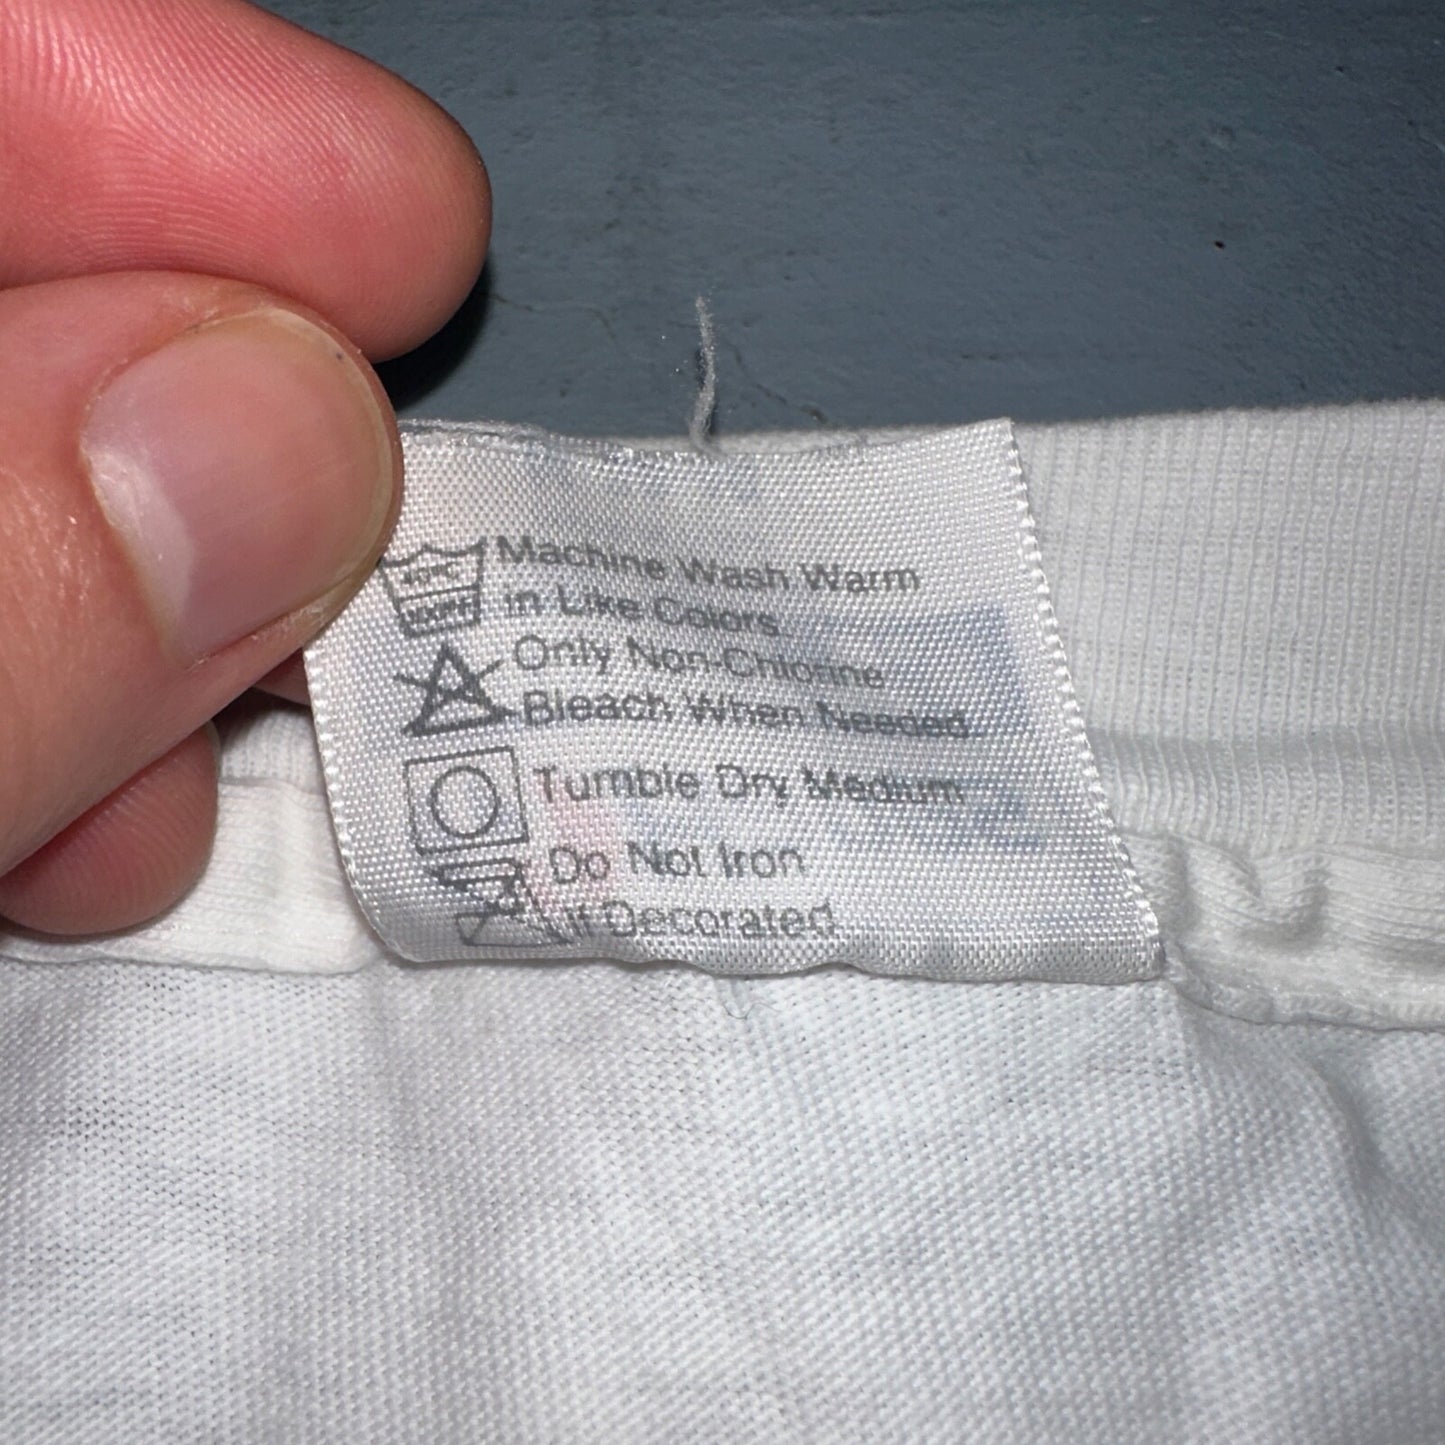 Machine Wash Warm
40°C
in Like Colors.
Only Non-Chlorine
Bleach When Needed.
Tumble Dry Medium
Do Not Iron
If Decorated